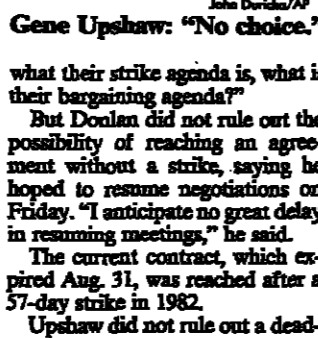 John Duricka/AP
Gene Upshaw: “No choice.”
what their strike agenda is, what is
their bargaining agenda?”
But Donlan did not rule out the
possibility of reaching an agree-
ment without a strike, saying he
hoped to resume negotiations on
Friday. “I anticipate no great delay
in resuming meetings,” he said.
The current contract, which ex-
pired Aug. 31, was reached after a
57-day strike in 1982.
Upshaw did not rule out a dead-